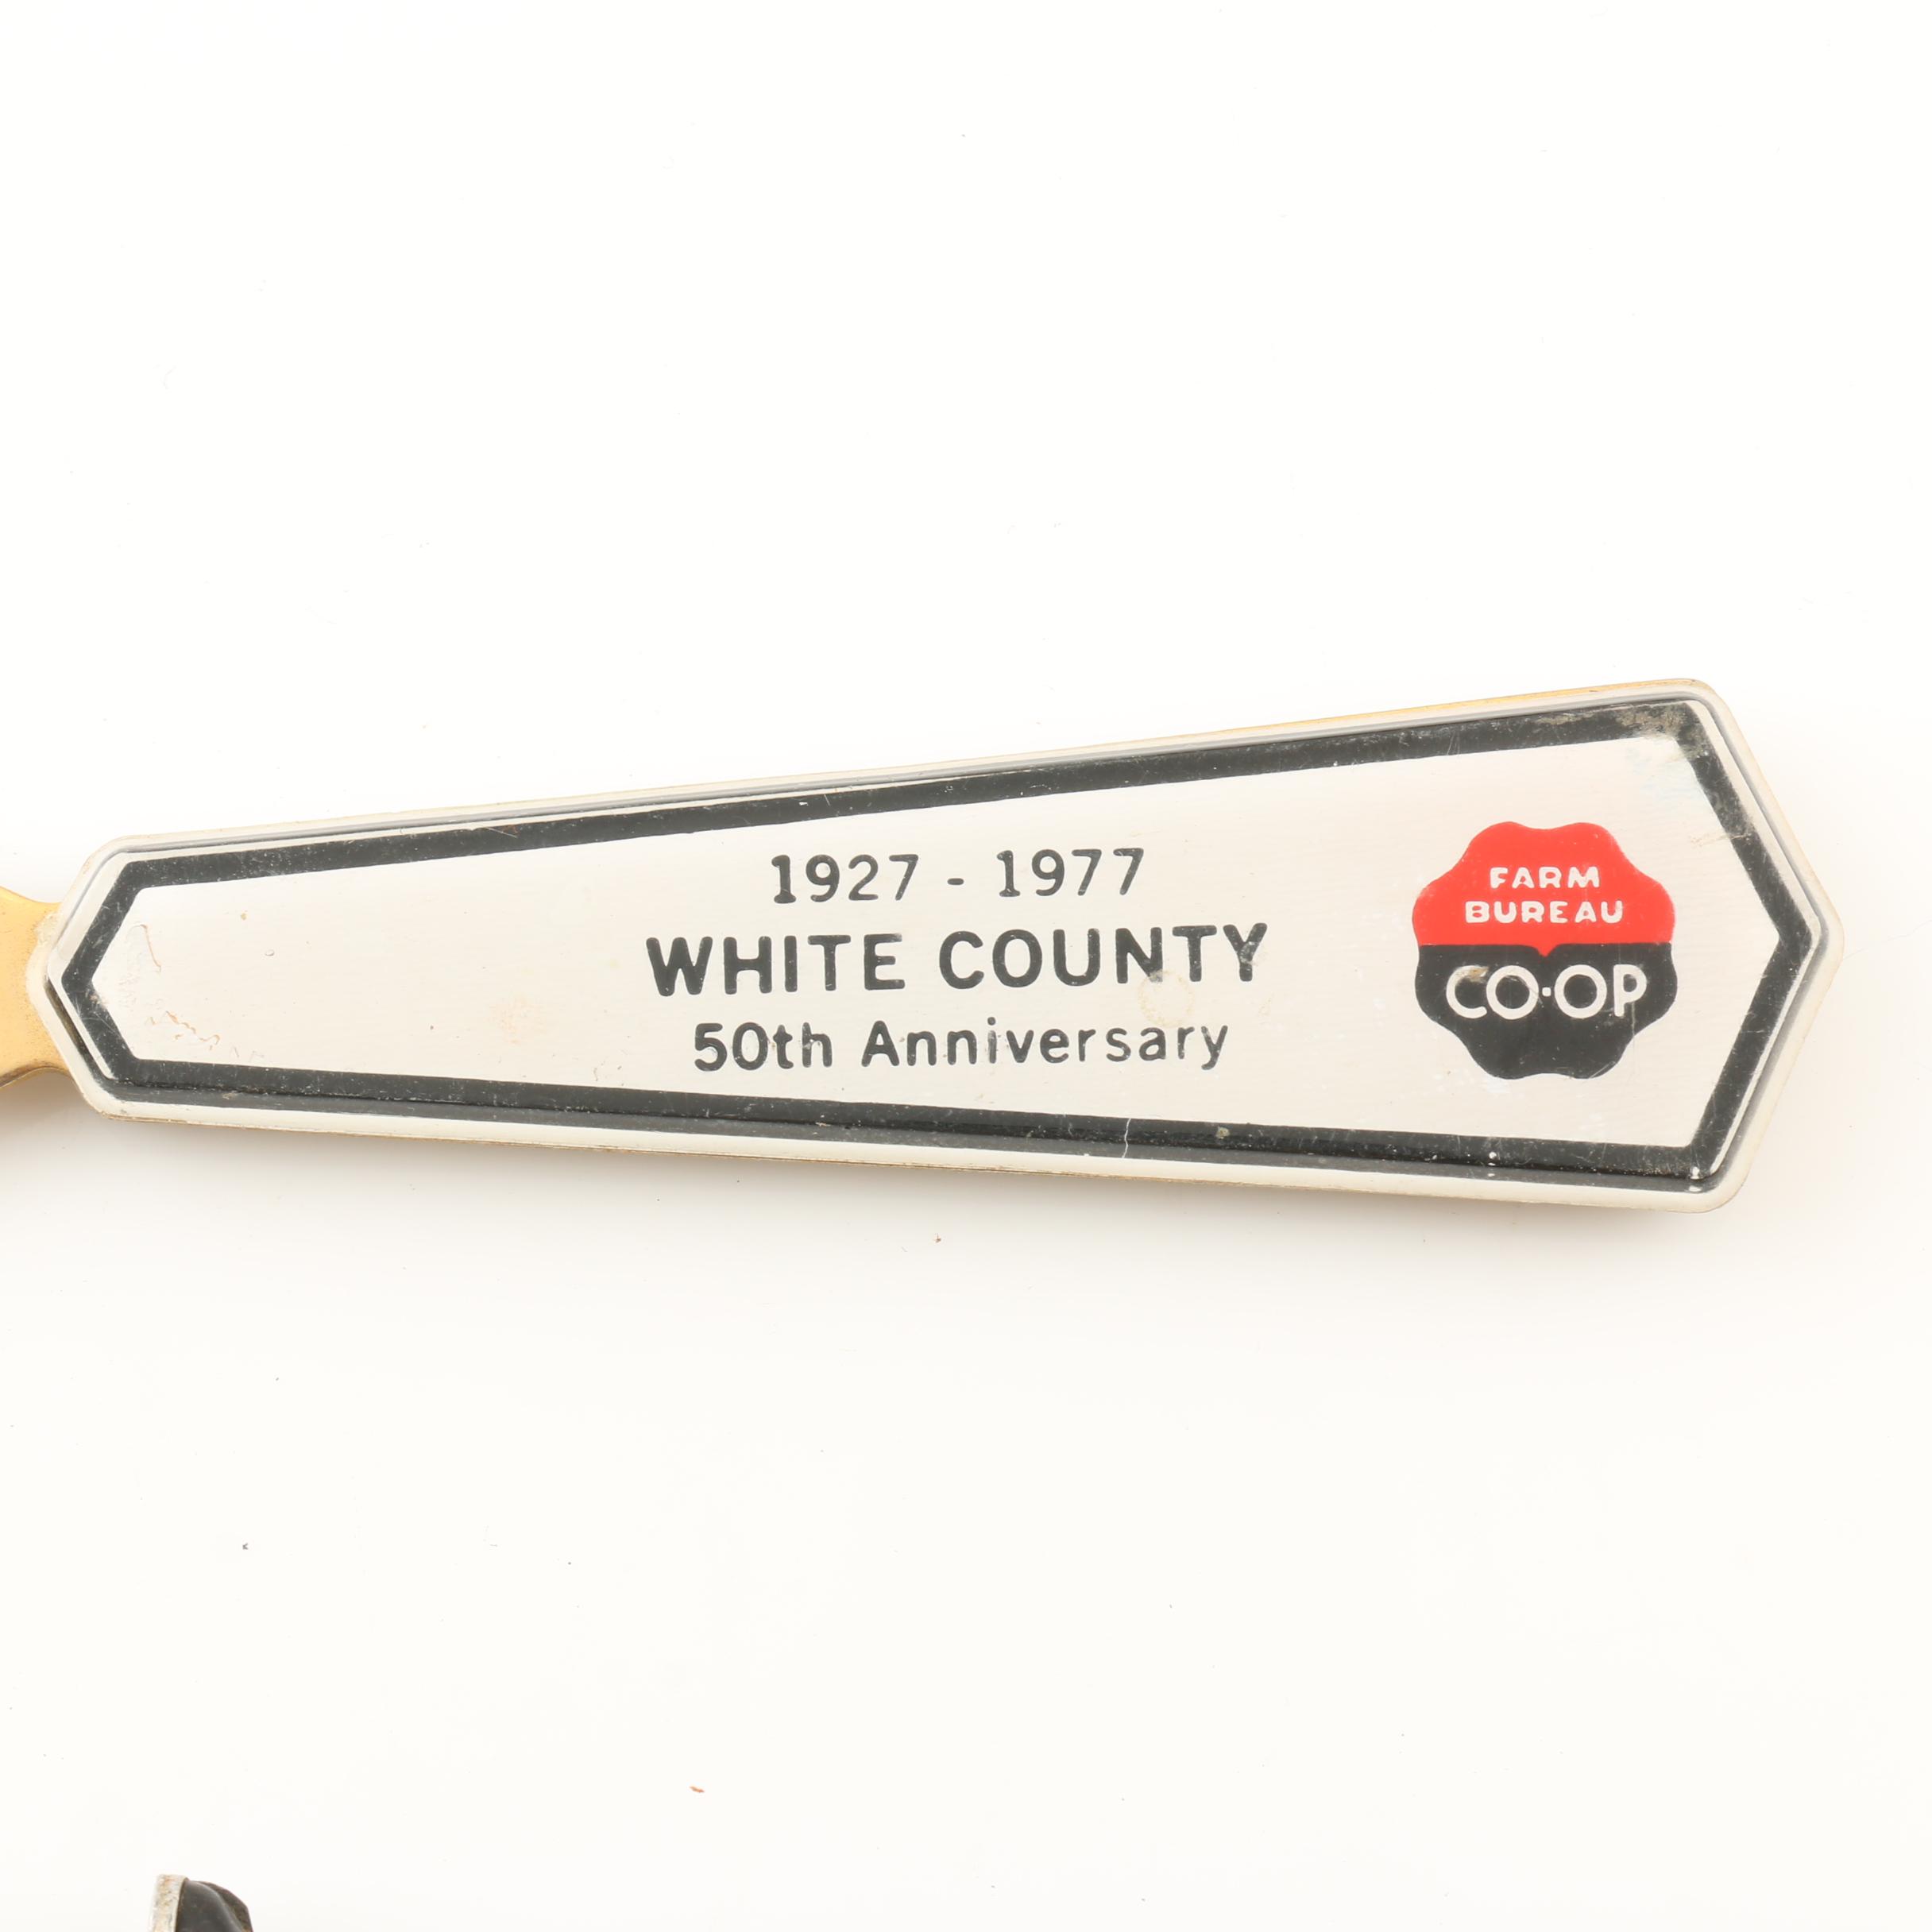 1927 - 1977
WHITE COUNTY
50th Anniversary
FARM
BUREAU
CO-OP